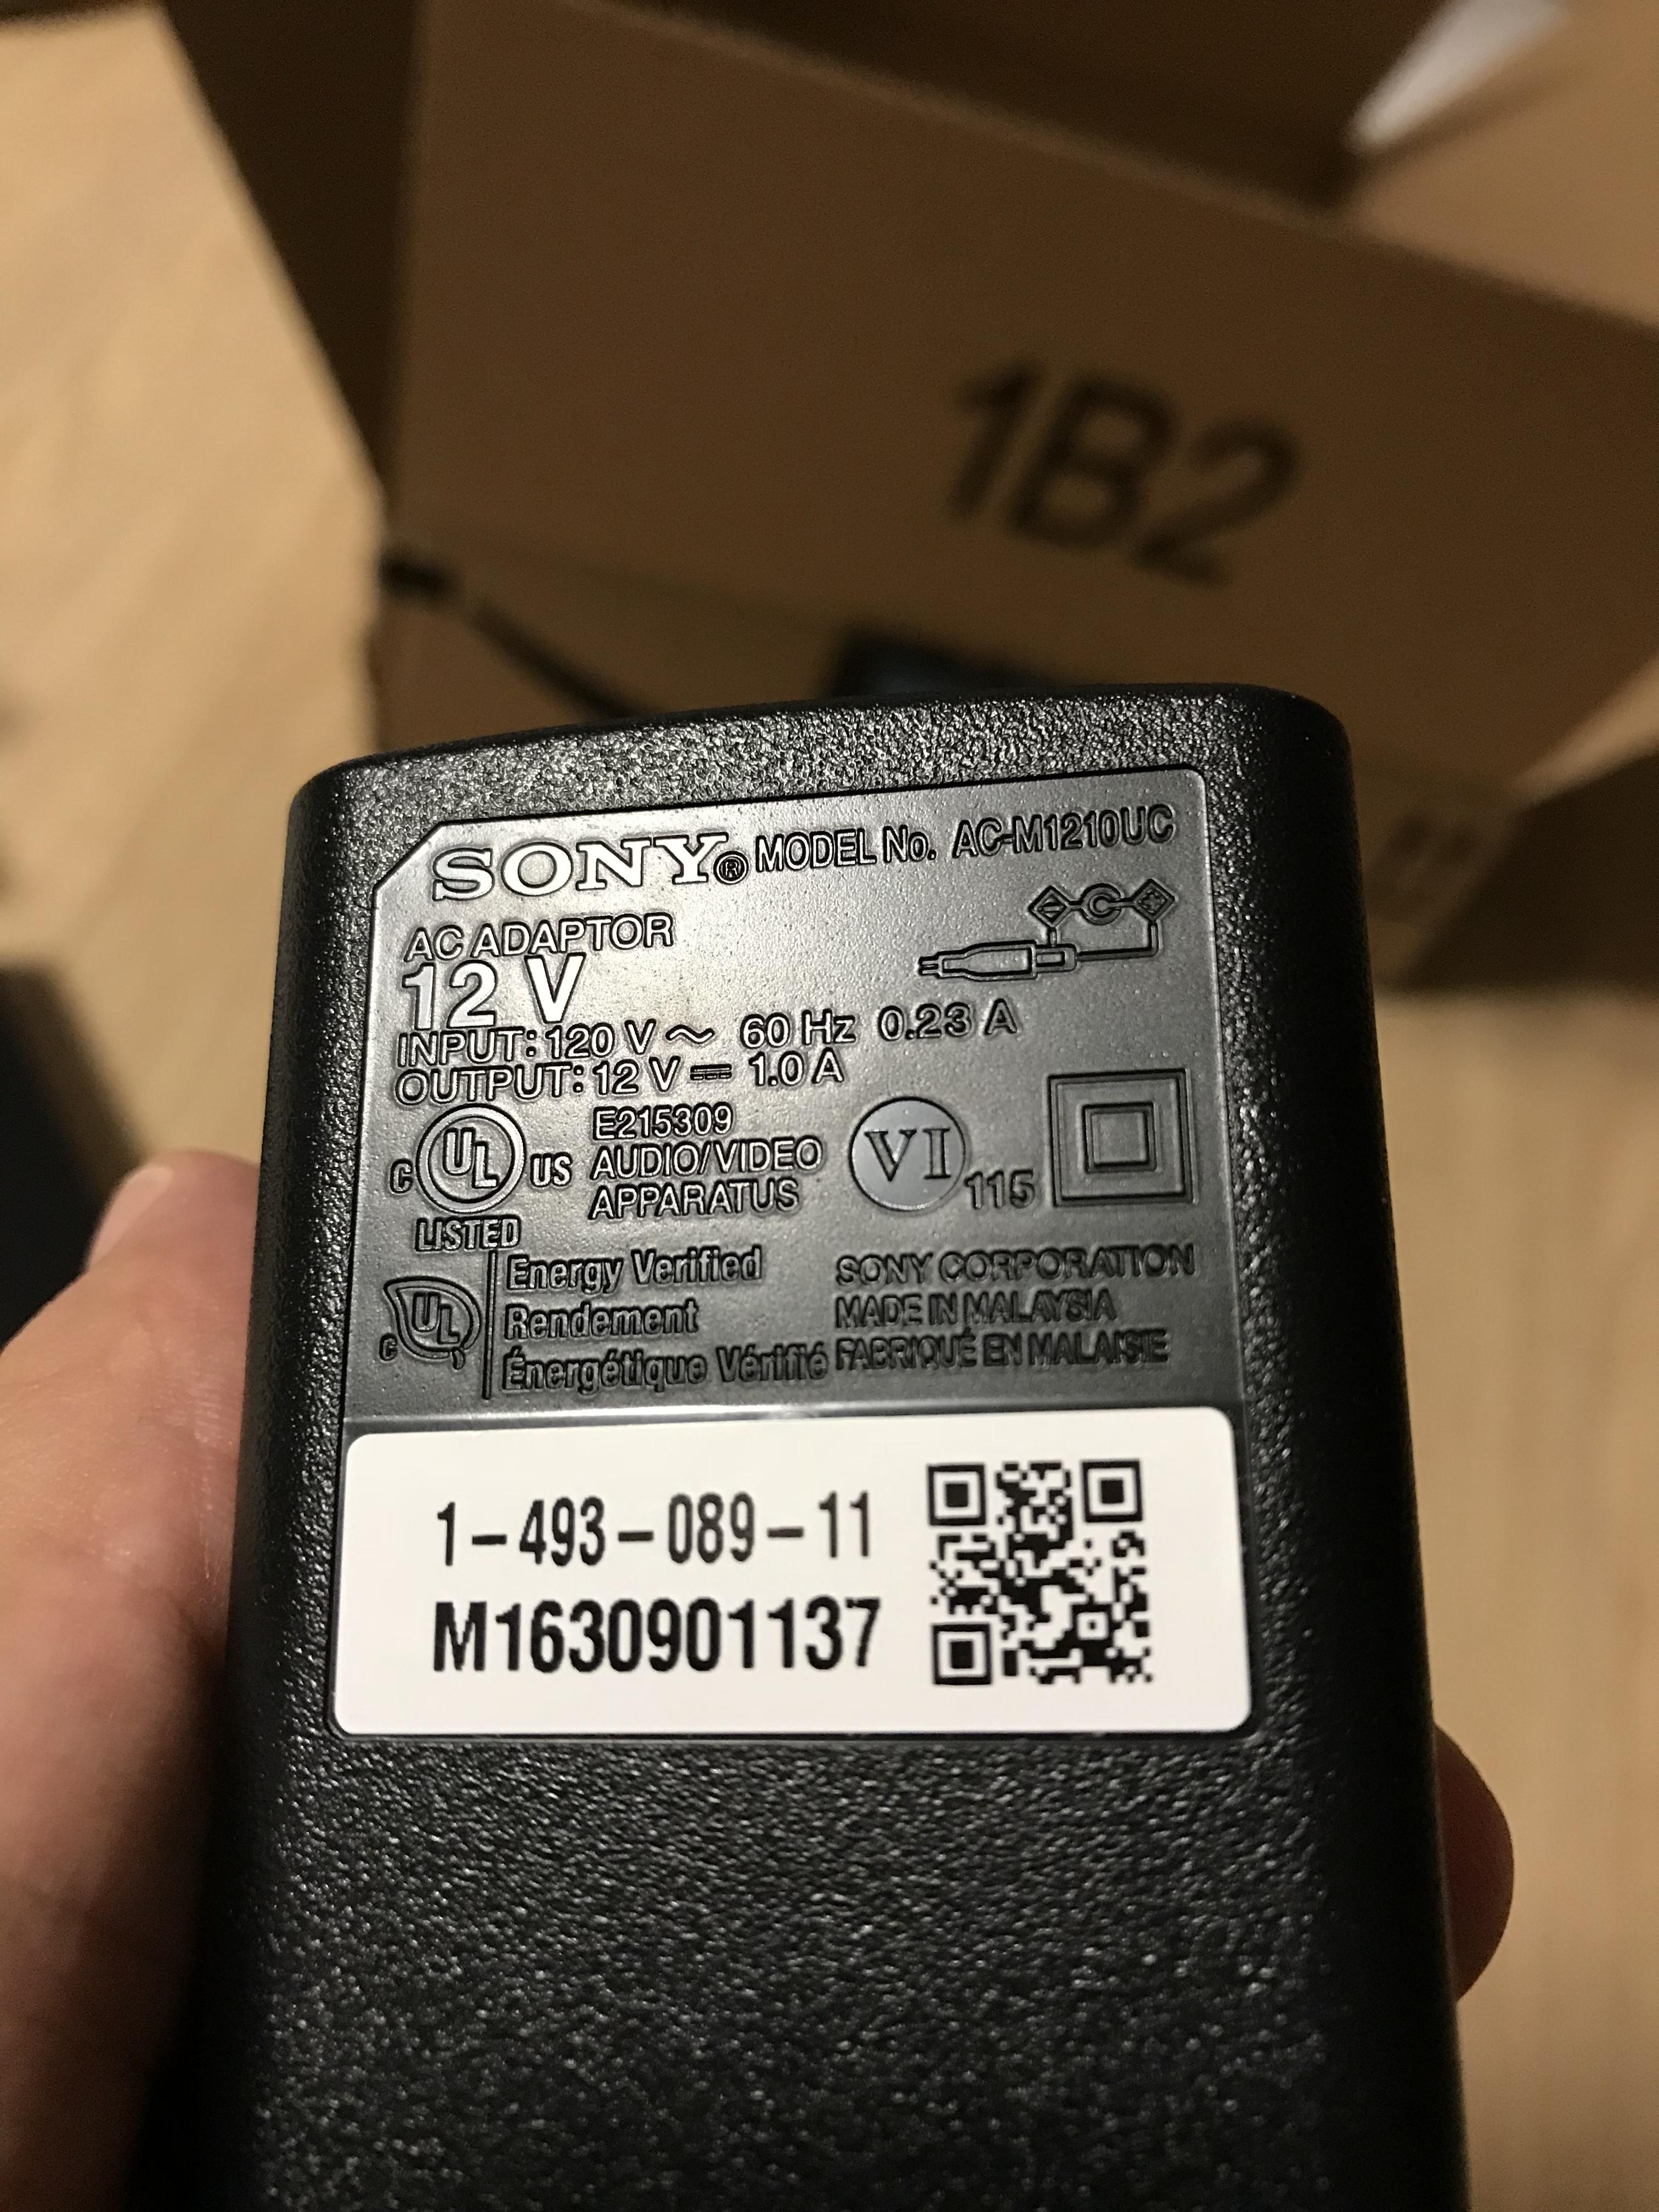 1B2
SONY® MODEL No. AC-M1210UC
AC ADAPTOR
12 V
INPUT: 120 V ~ 60 Hz 0.23 A
OUTPUT: 12 V ⎓ 1.0 A
E215309
C UL US AUDIO/VIDEO
APPARATUS
LISTED
VI 115
C UL
Energy Verified
Rendement
Énergétique Vérifié
SONY CORPORATION
MADE IN MALAYSIA
FABRIQUÉ EN MALAISIE
1-493-089-11
M1630901137